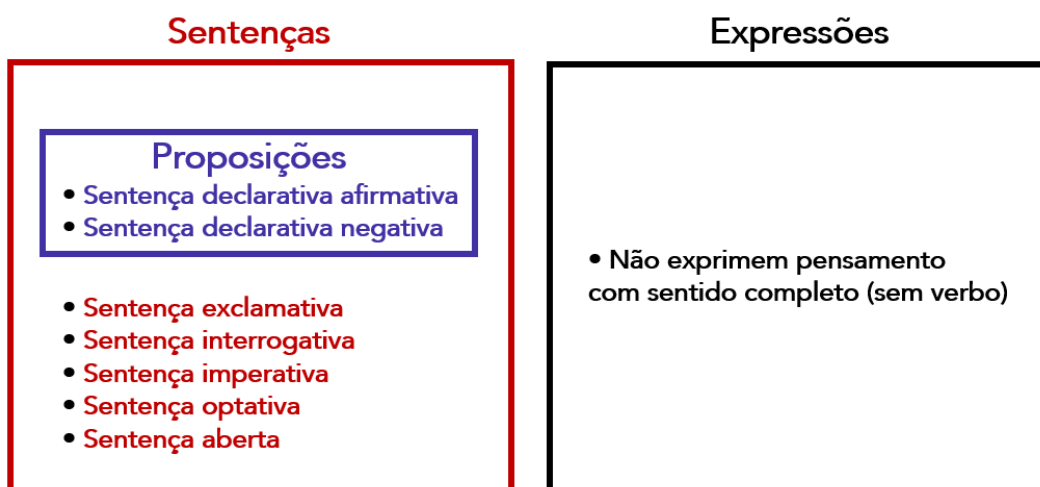 Sentenças
Proposições
• Sentença declarativa afirmativa
• Sentença declarativa negativa
• Sentença exclamativa
• Sentença interrogativa
• Sentença imperativa
• Sentença optativa
• Sentença aberta
Expressões
• Não exprimem pensamento
com sentido completo (sem verbo)